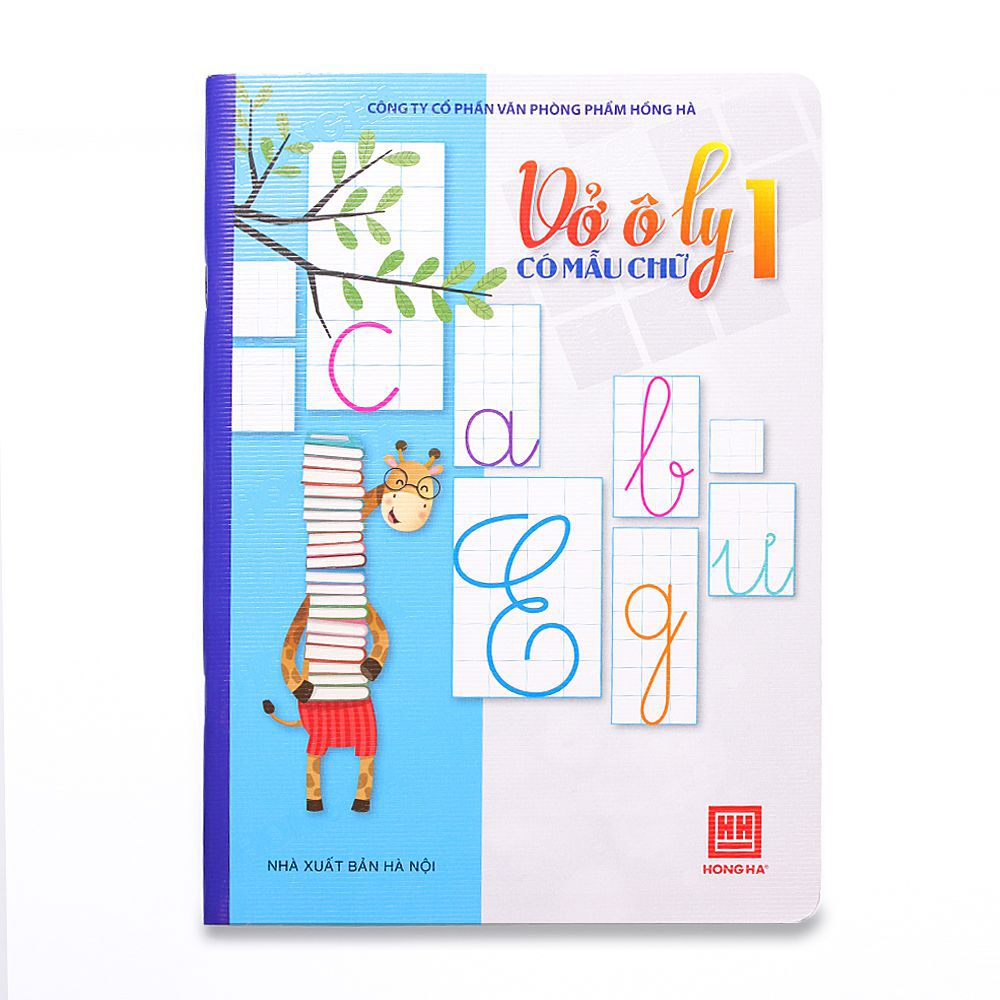 CÔNG TY CỔ PHẦN VĂN PHÒNG PHẨM HỒNG HÀ
Vở ô ly 1
CÓ MẪU CHỮ
C
a
b
E
g
ư
NHÀ XUẤT BẢN HÀ NỘI
HH
HONG HA®